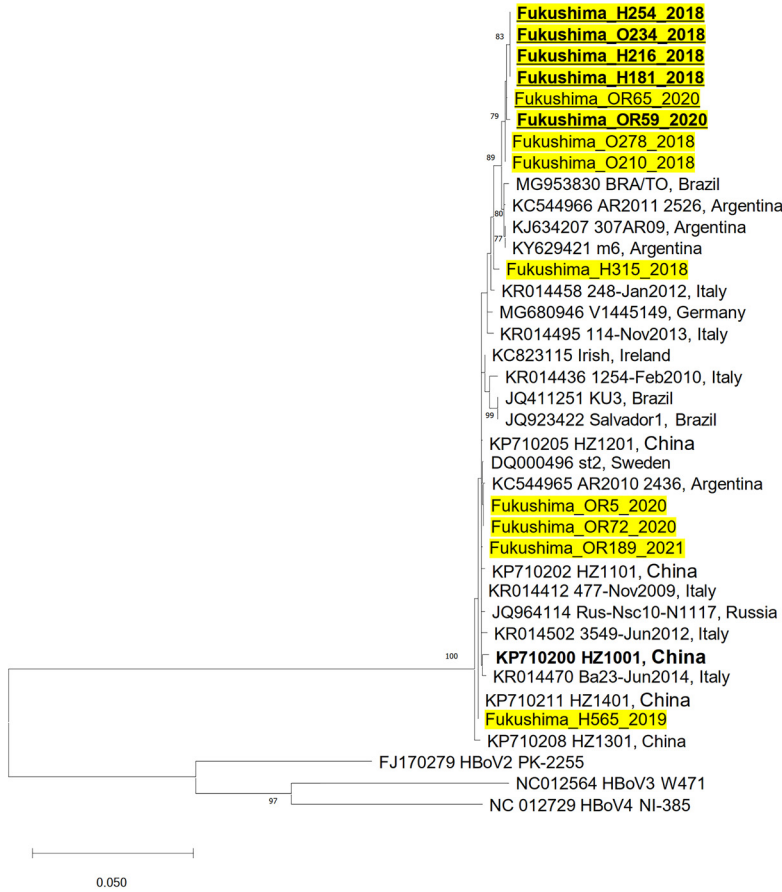 Fukushima_H254_2018
83
Fukushima_O234_2018
Fukushima_H216_2018
Fukushima_H181_2018
Fukushima_OR65_2020
79
Fukushima_OR59_2020
Fukushima_O278_2018
89
Fukushima_O210_2018
MG953830 BRA/TO, Brazil
KC544966 AR2011 2526, Argentina
80
KJ634207 307AR09, Argentina
77
KY629421 m6, Argentina
Fukushima_H315_2018
KR014458 248-Jan2012, Italy
MG680946 V1445149, Germany
KR014495 114-Nov2013, Italy
KC823115 Irish, Ireland
KR014436 1254-Feb2010, Italy
JQ411251 KU3, Brazil
99
JQ923422 Salvador1, Brazil
KP710205 HZ1201, China
DQ000496 st2, Sweden
KC544965 AR2010 2436, Argentina
Fukushima_OR5_2020
Fukushima_OR72_2020
Fukushima_OR189_2021
KP710202 HZ1101, China
KR014412 477-Nov2009, Italy
JQ964114 Rus-Nsc10-N1117, Russia
KR014502 3549-Jun2012, Italy
100
KP710200 HZ1001, China
KR014470 Ba23-Jun2014, Italy
KP710211 HZ1401, China
Fukushima_H565_2019
KP710208 HZ1301, China
FJ170279 HBoV2 PK-2255
NC012564 HBoV3 W471
97
NC 012729 HBoV4 NI-385
0.050